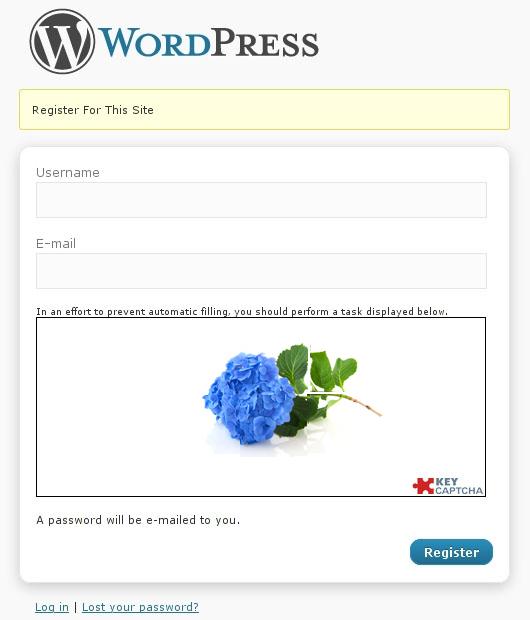 WORDPRESS
Register For This Site
Username
E-mail
In an effort to prevent automatic filling, you should perform a task displayed below.
KEY
CAPTCHA
A password will be e-mailed to you.
Register
Log in | Lost your password?